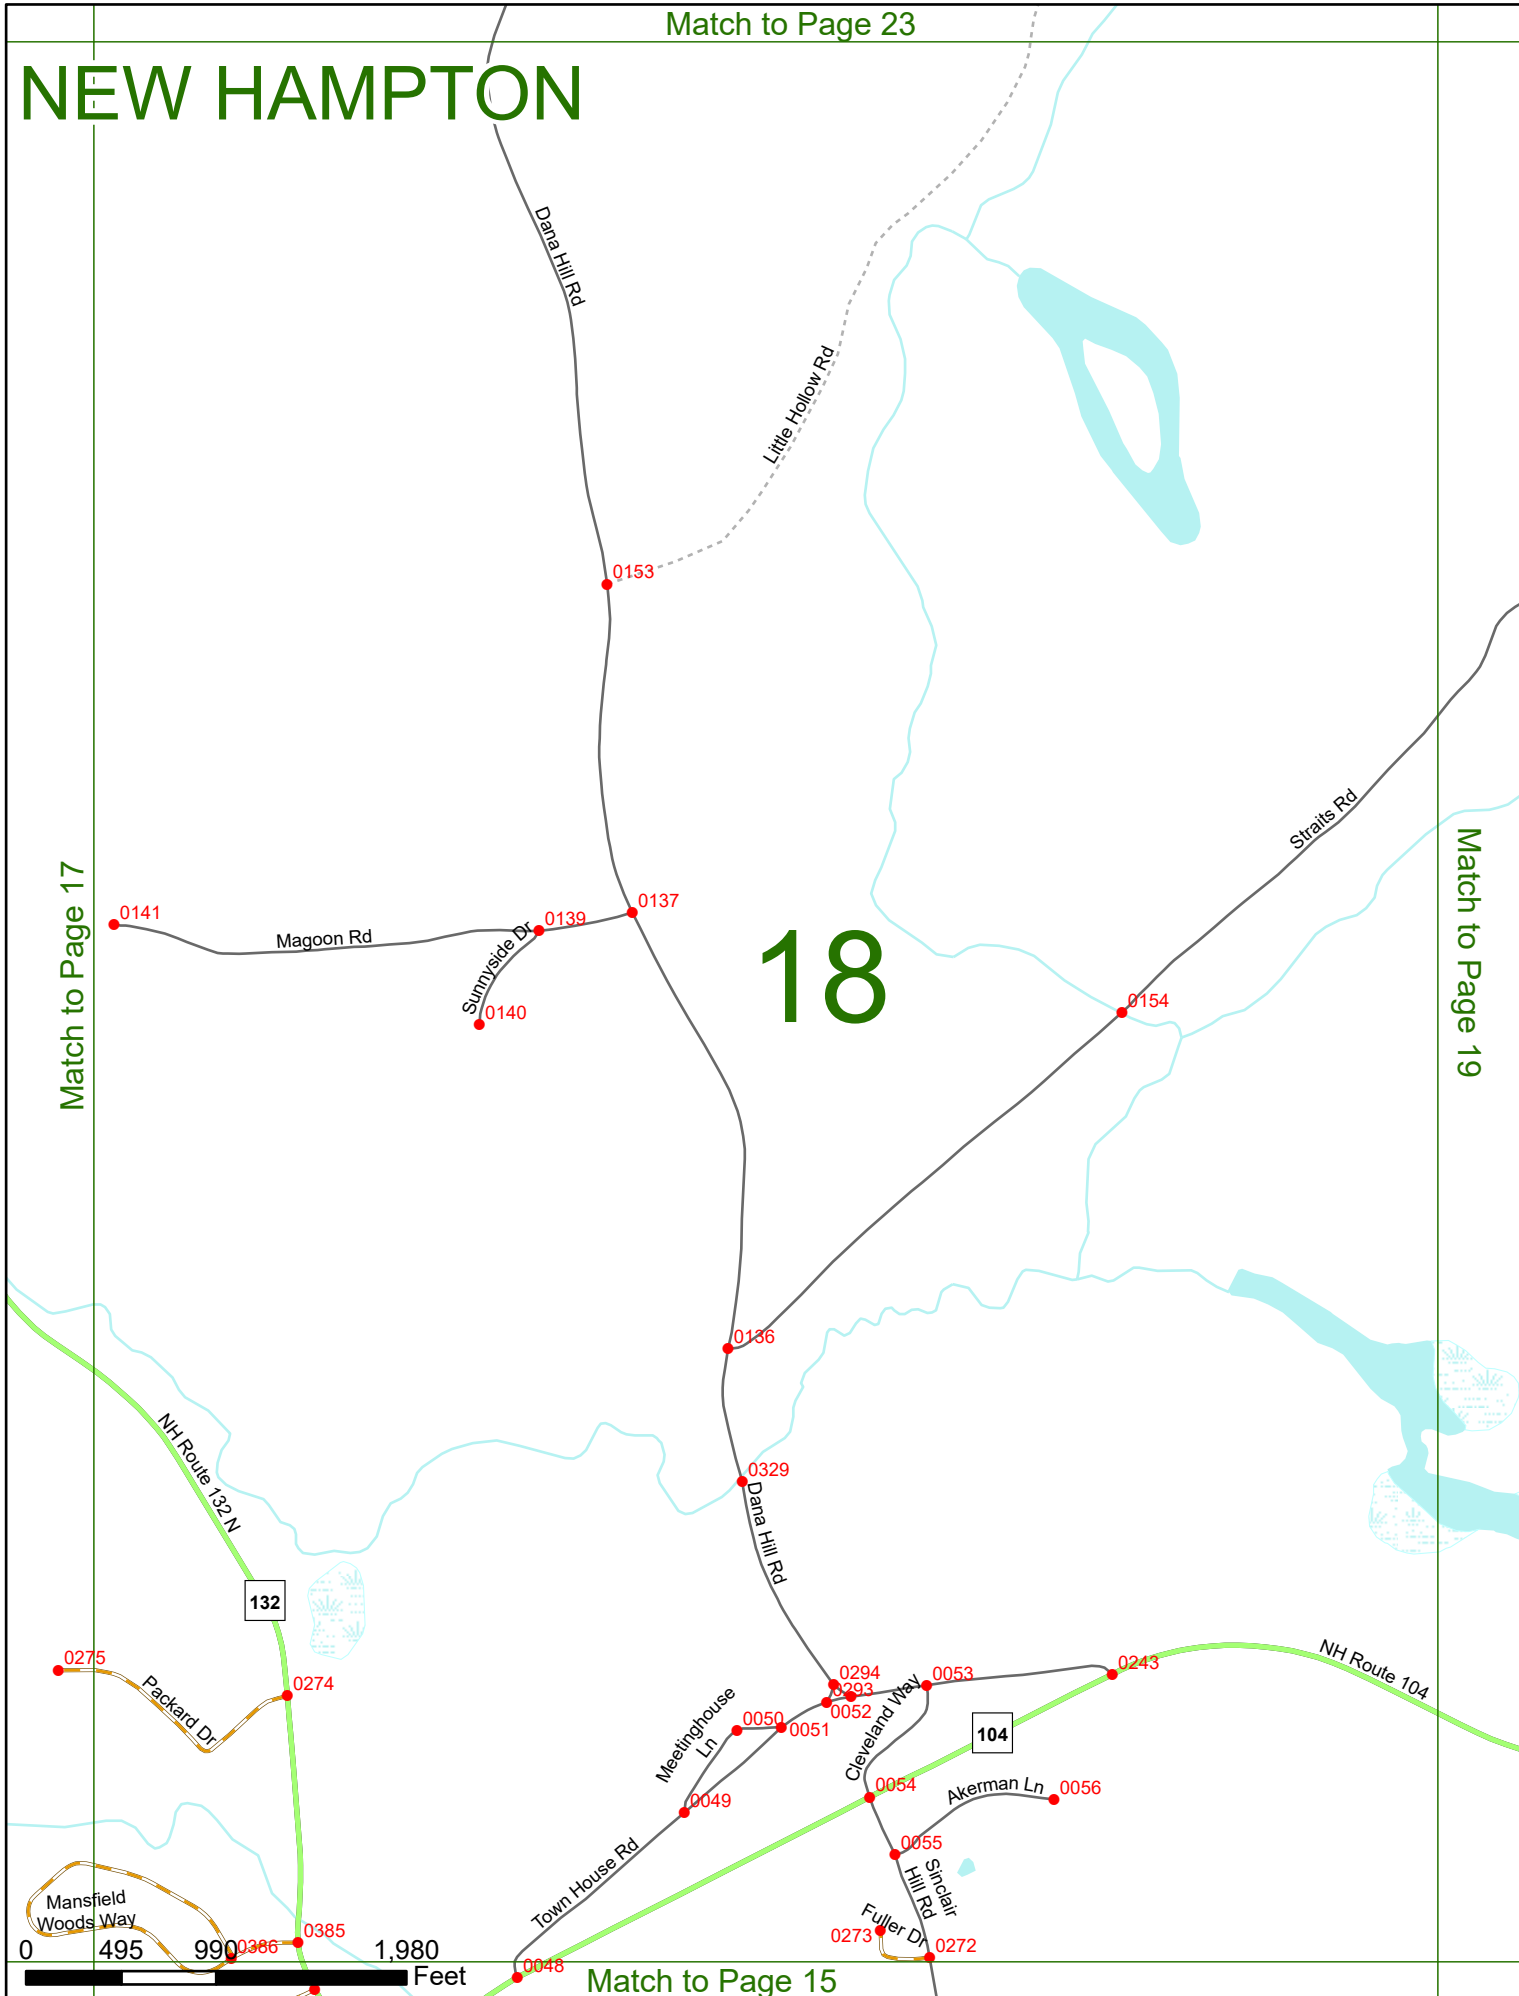 Match to Page 23
NEW HAMPTON
Dana Hill Rd
Little Hollow Rd
0153
Straits Rd
Match to Page 17
Match to Page 19
0141
Magoon Rd
0139
0137
Sunnyside Dr
0140
18
0154
0136
NH Route 132 N
0329
Dana Hill Rd
132
0275
Packard Dr
0274
0294
0293
0052
0053
0243
NH Route 104
Cleveland Way
Meetinghouse
Ln
0050
0051
104
0054
Akerman Ln
0056
0049
0055
Sinclair
Hill Rd
Town House Rd
Mansfield
Woods Way
0385
0386
Fuller Dr
0273
0272
0048
0 495 990 1,980
Feet
Match to Page 15